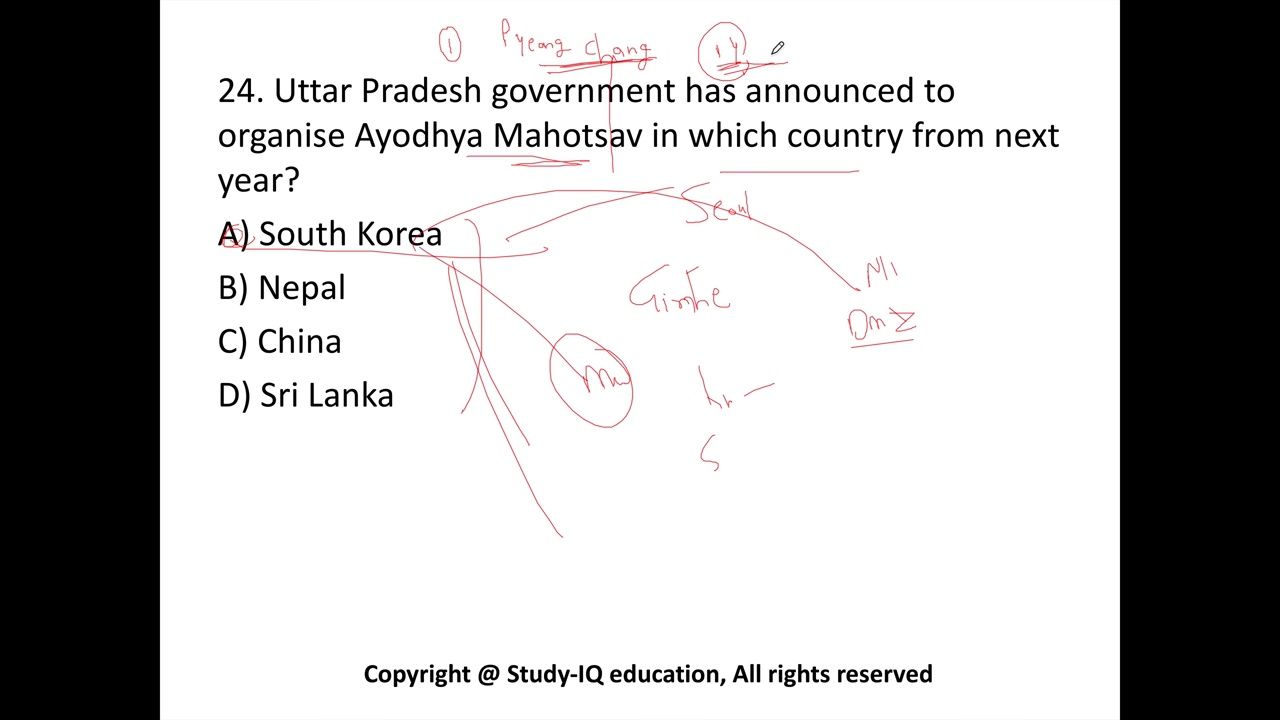 ① Pyeong chang
24. Uttar Pradesh government has announced to
organise Ayodhya Mahotsav in which country from next
year?
Seoul
A) South Korea
B) Nepal
DMZ
C) China
D) Sri Lanka
Copyright @ Study-IQ education, All rights reserved